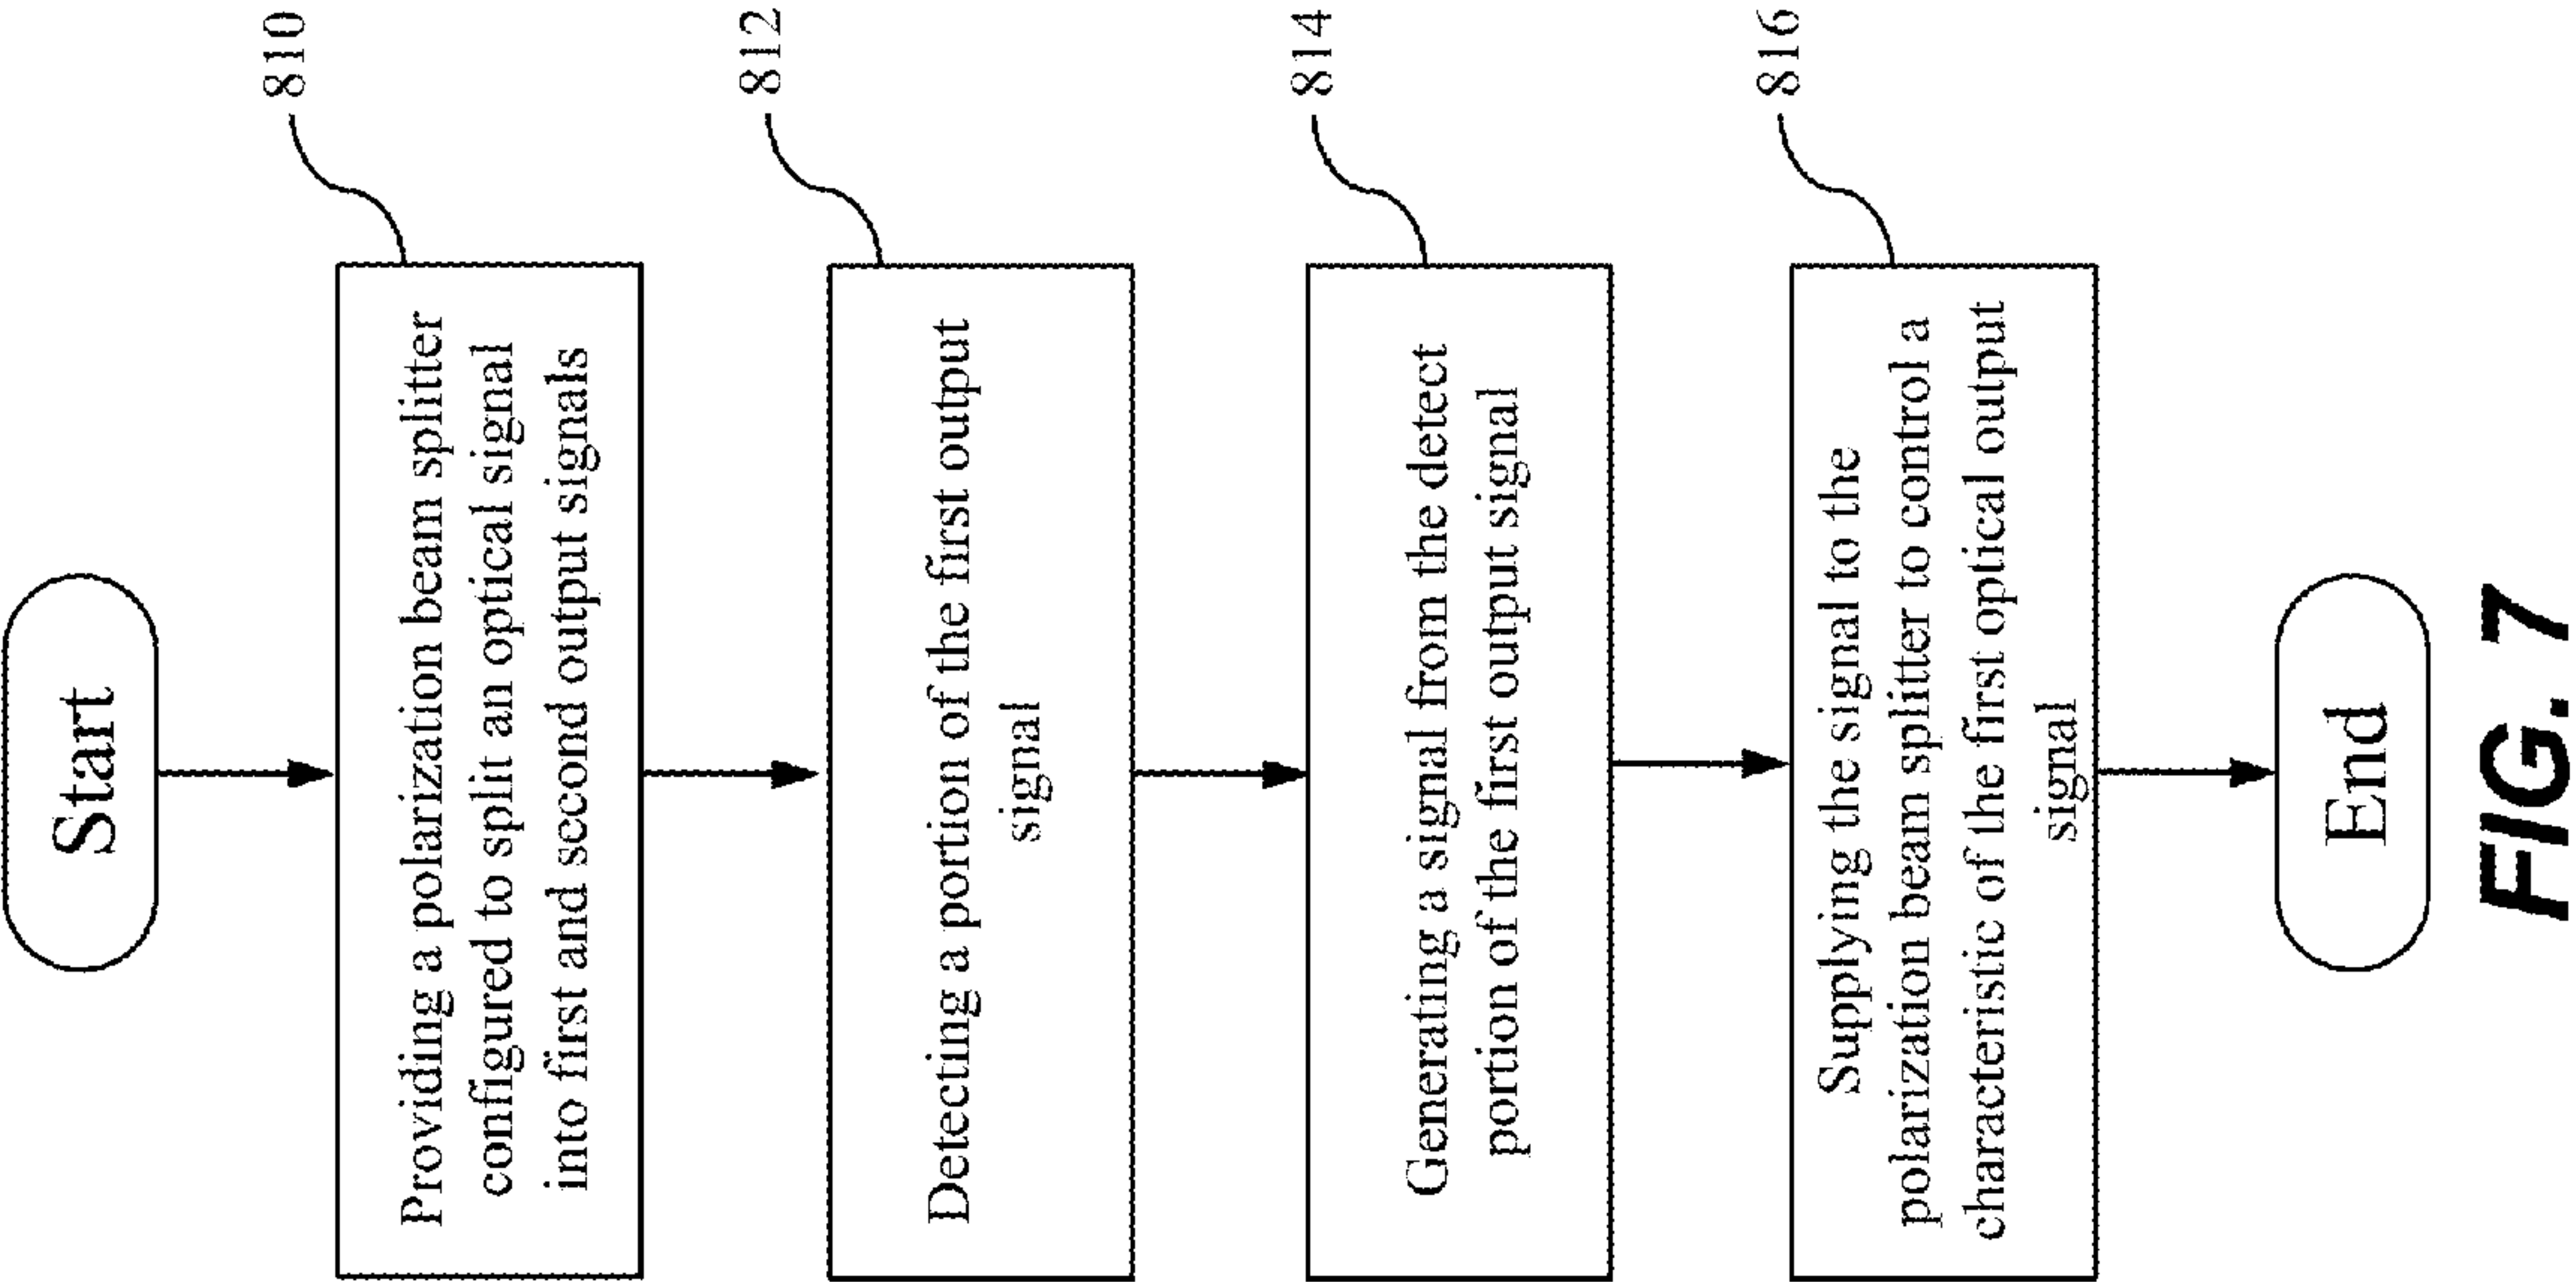 Start
810
Providing a polarization beam splitter
configured to split an optical signal
into first and second output signals
812
Detecting a portion of the first output
signal
814
Generating a signal from the detect
portion of the first output signal
816
Supplying the signal to the
polarization beam splitter to control a
characteristic of the first optical output
signal
End
FIG. 7